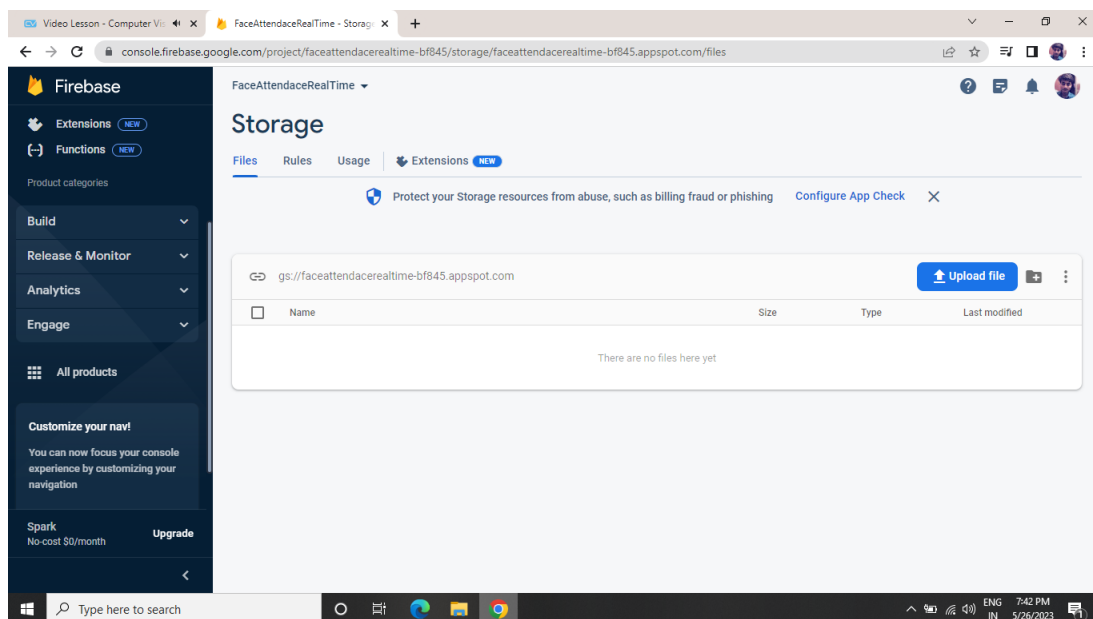 Video Lesson - Computer Vis
FaceAttendaceRealTime - Storage
console.firebase.google.com/project/faceattendacerealtime-bf845/storage/faceattendacerealtime-bf845.appspot.com/files
Firebase
FaceAttendaceRealTime
Extensions NEW
Functions NEW
Product categories
Build
Release & Monitor
Analytics
Engage
All products
Customize your nav!
You can now focus your console
experience by customizing your
navigation
Spark
No-cost $0/month
Upgrade
Storage
Files Rules Usage Extensions NEW
Protect your Storage resources from abuse, such as billing fraud or phishing Configure App Check
gs://faceattendacerealtime-bf845.appspot.com
Upload file
Name Size Type Last modified
There are no files here yet
Type here to search
ENG 7:42 PM
IN 5/26/2023
1